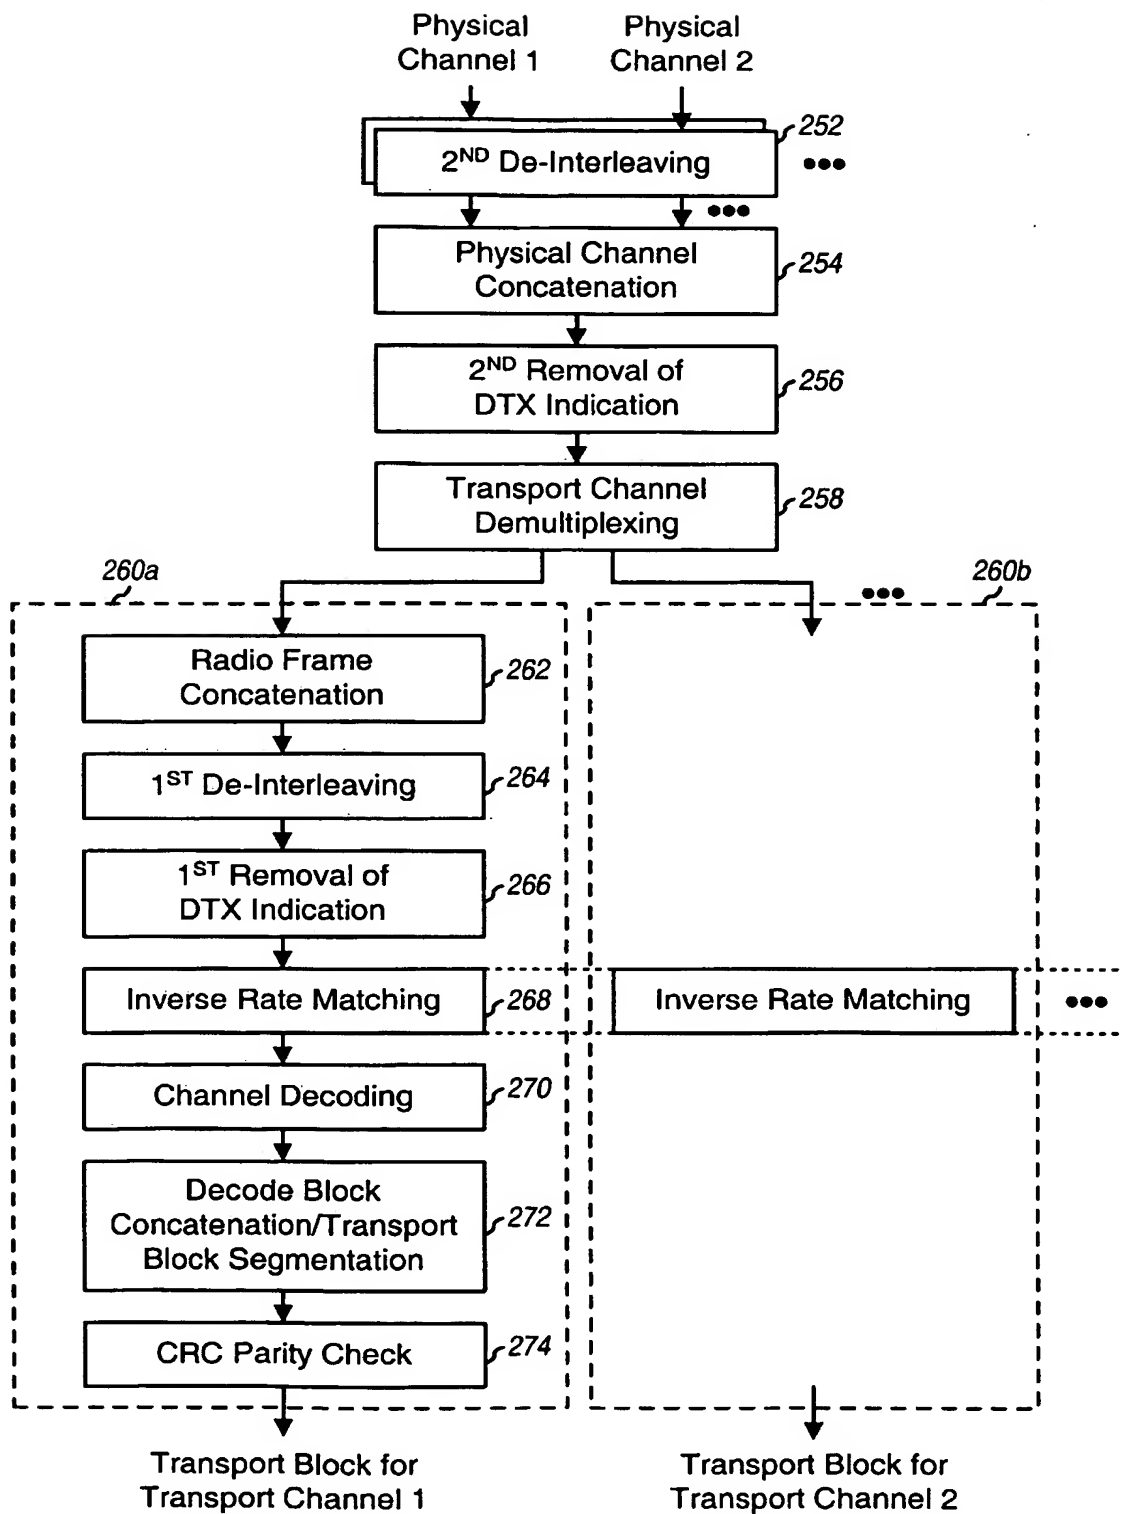 Physical
Channel 1
Physical
Channel 2
252
2ND De-Interleaving
Physical Channel
Concatenation
254
2ND Removal of
DTX Indication
256
Transport Channel
Demultiplexing
258
260a
260b
Radio Frame
Concatenation
262
1ST De-Interleaving
264
1ST Removal of
DTX Indication
266
Inverse Rate Matching
268
Inverse Rate Matching
Channel Decoding
270
Decode Block
Concatenation/Transport
Block Segmentation
272
CRC Parity Check
274
Transport Block for
Transport Channel 1
Transport Block for
Transport Channel 2